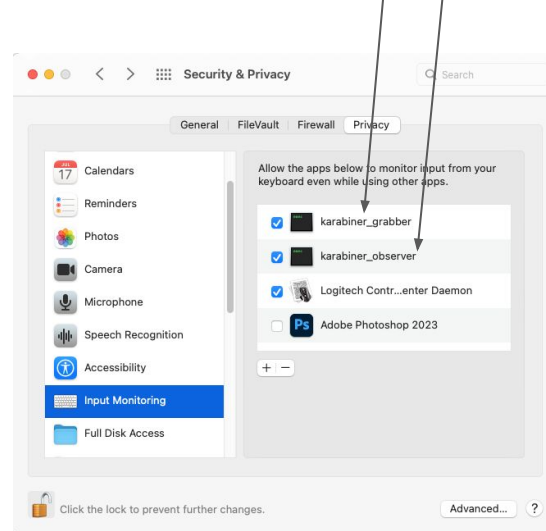 Security & Privacy
Search
General
FileVault
Firewall
Privacy
JUL
17
Calendars
Reminders
Photos
Camera
Microphone
Speech Recognition
Accessibility
Input Monitoring
Full Disk Access
Allow the apps below to monitor input from your
keyboard even while using other apps.
karabiner_grabber
karabiner_observer
Logitech Contr...enter Daemon
Ps
Adobe Photoshop 2023
+
−
Click the lock to prevent further changes.
Advanced...
?